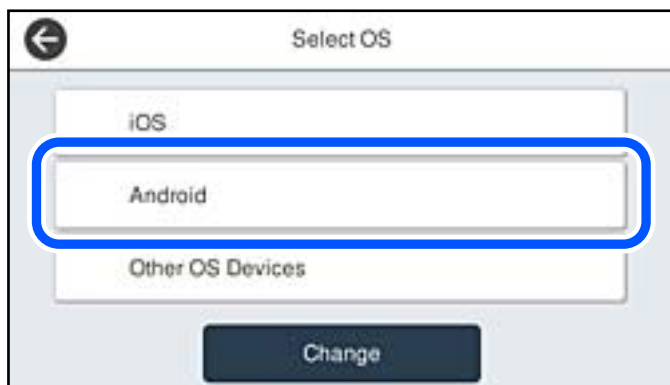 Select OS
iOS
Android
Other OS Devices
Change